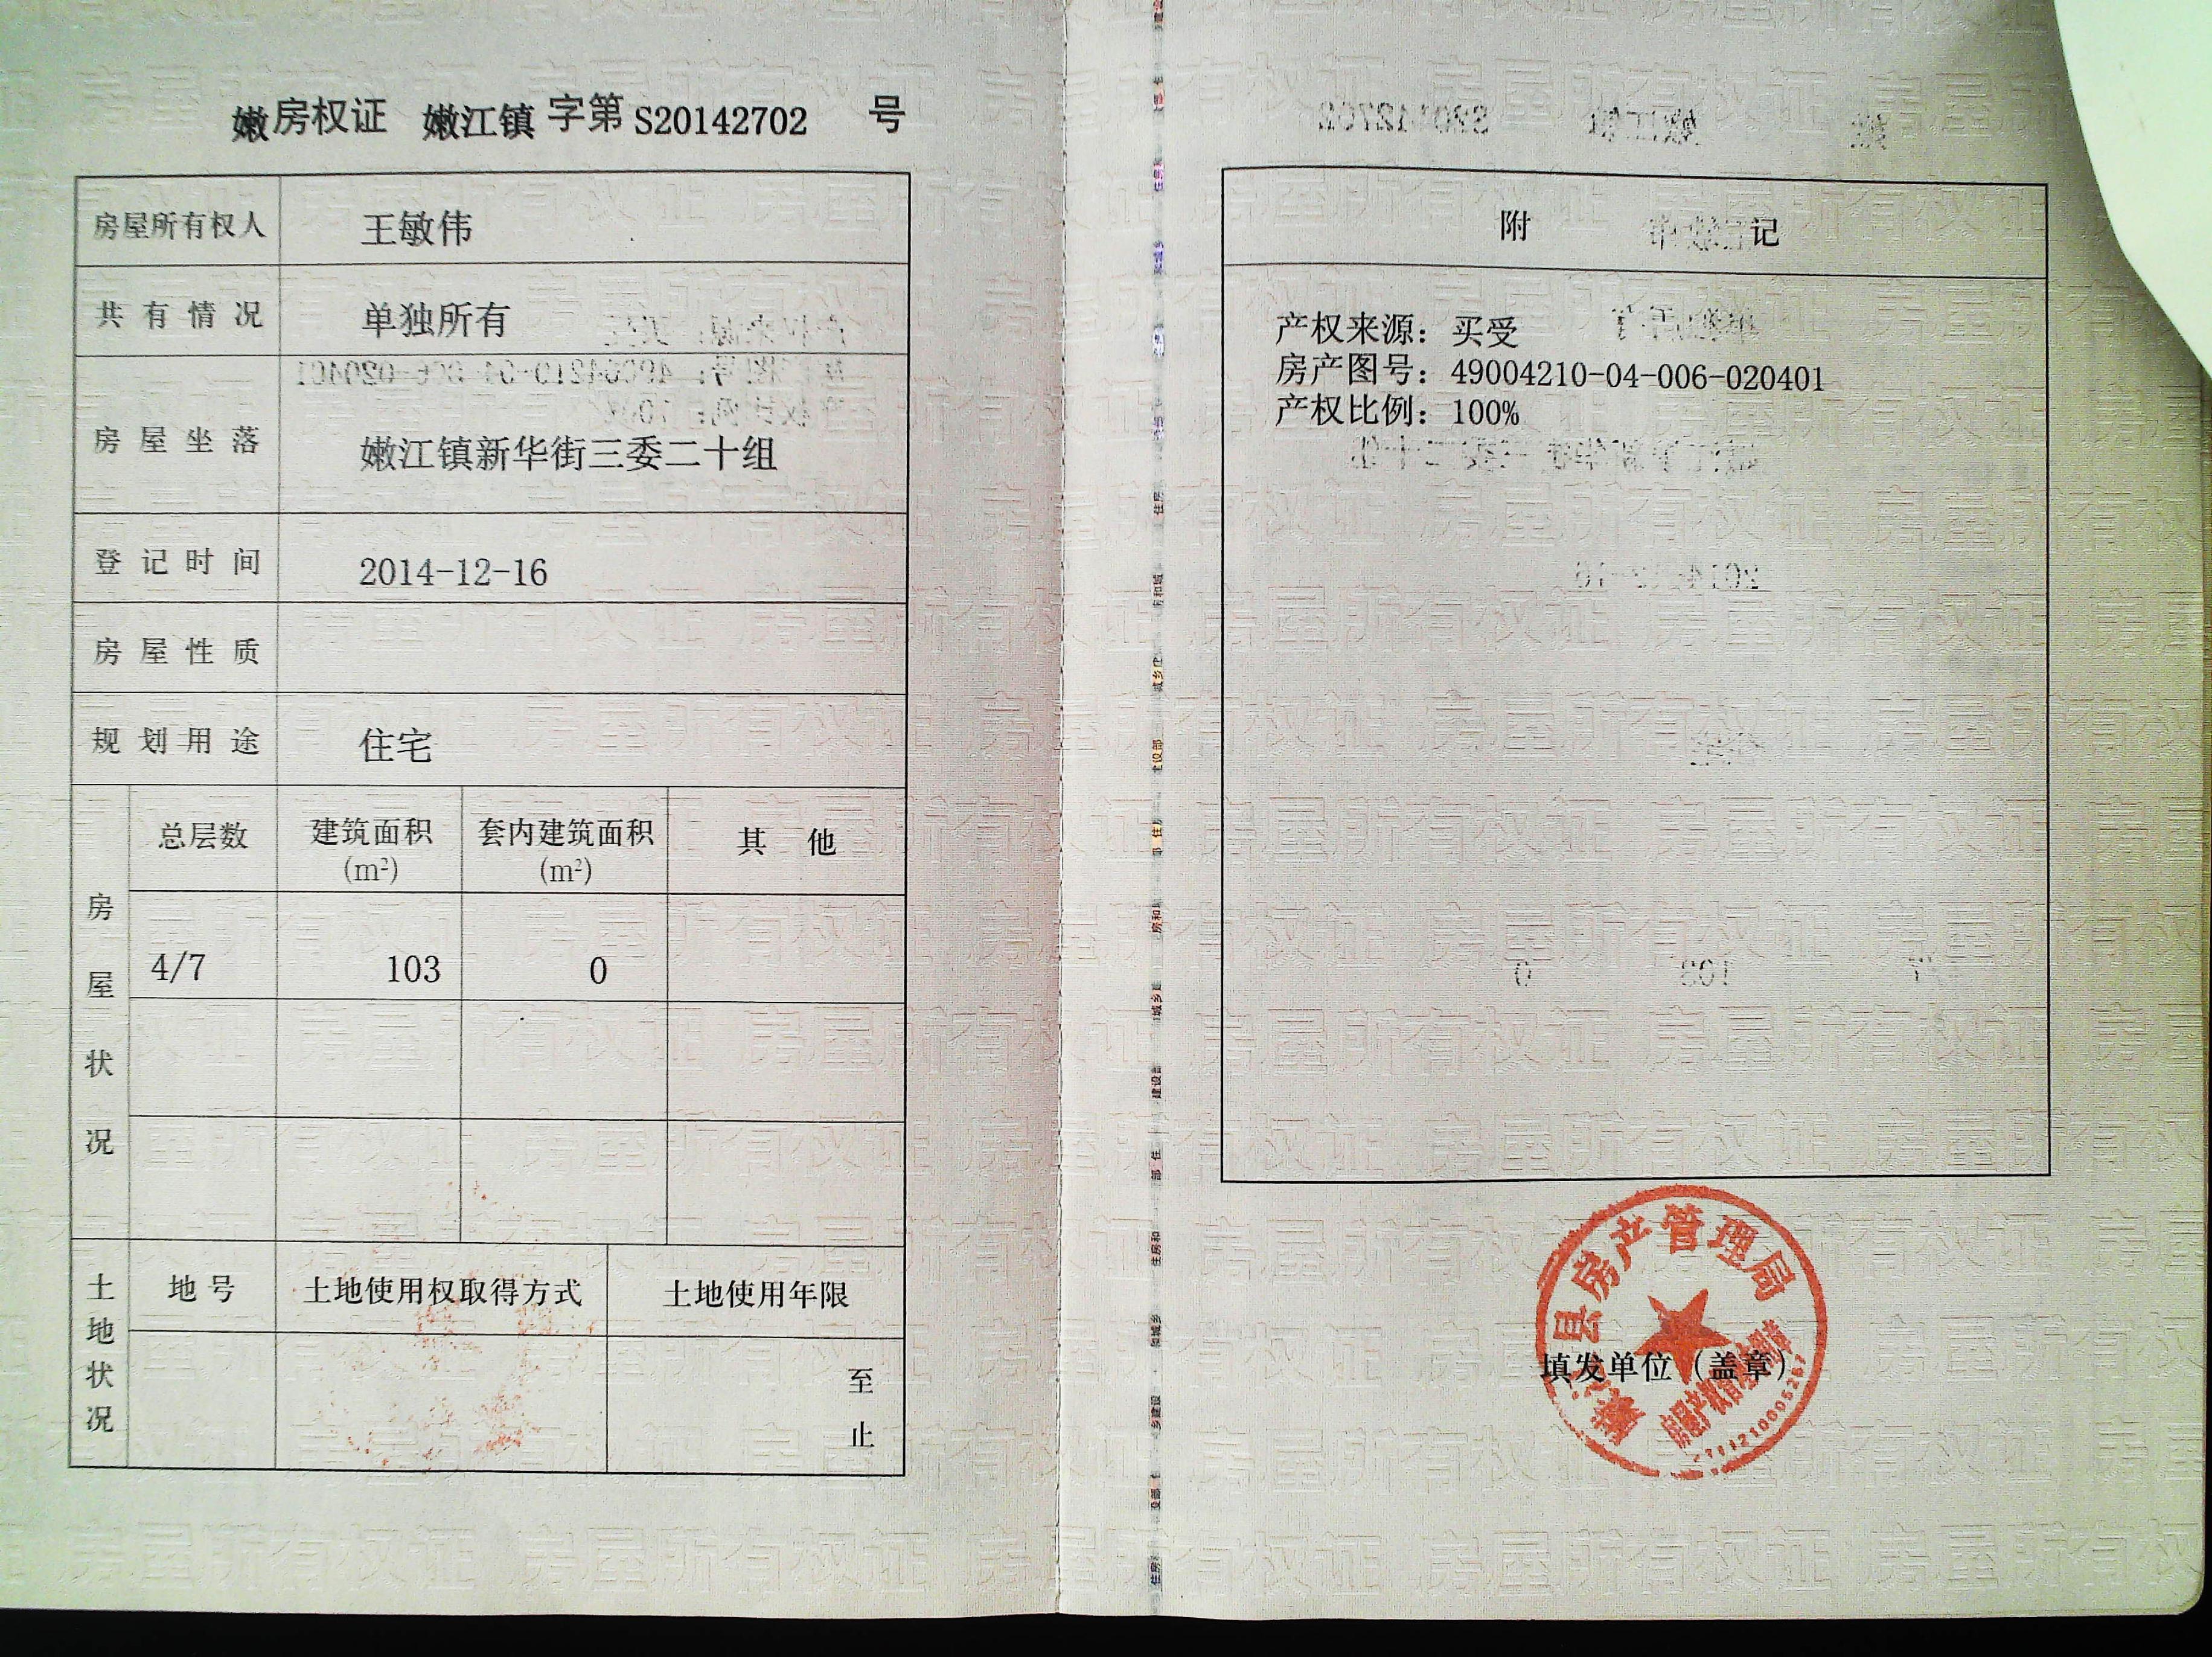 嫩房权证 嫩江镇 字第 S20142702 号
房屋所有权人 王敏伟
共有情况 单独所有
房屋坐落 嫩江镇新华街三委二十组
登记时间 2014-12-16
房屋性质
规划用途 住宅
房屋状况
总层数 建筑面积(m²) 套内建筑面积(m²) 其他
4/7 103 0
土地状况
地号 土地使用权取得方式 土地使用年限
至
止
附 记
产权来源：买受
房产图号：49004210-04-006-020401
产权比例：100%
县房产管理局
填发单位（盖章）